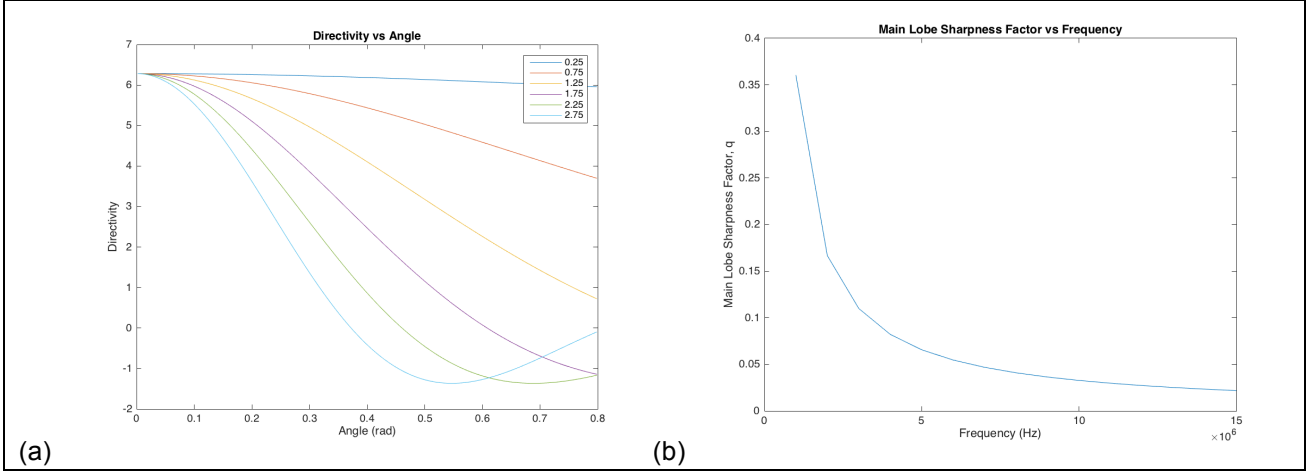 Directivity vs Angle
7
6
5
4
3
2
1
0
-1
-2
Directivity
0 0.1 0.2 0.3 0.4 0.5 0.6 0.7 0.8
Angle (rad)
0.25
0.75
1.25
1.75
2.25
2.75
(a)
Main Lobe Sharpness Factor vs Frequency
0.4
0.35
0.3
0.25
0.2
0.15
0.1
0.05
0
Main Lobe Sharpness Factor, q
0 5 10 15
Frequency (Hz)
×10^6
(b)